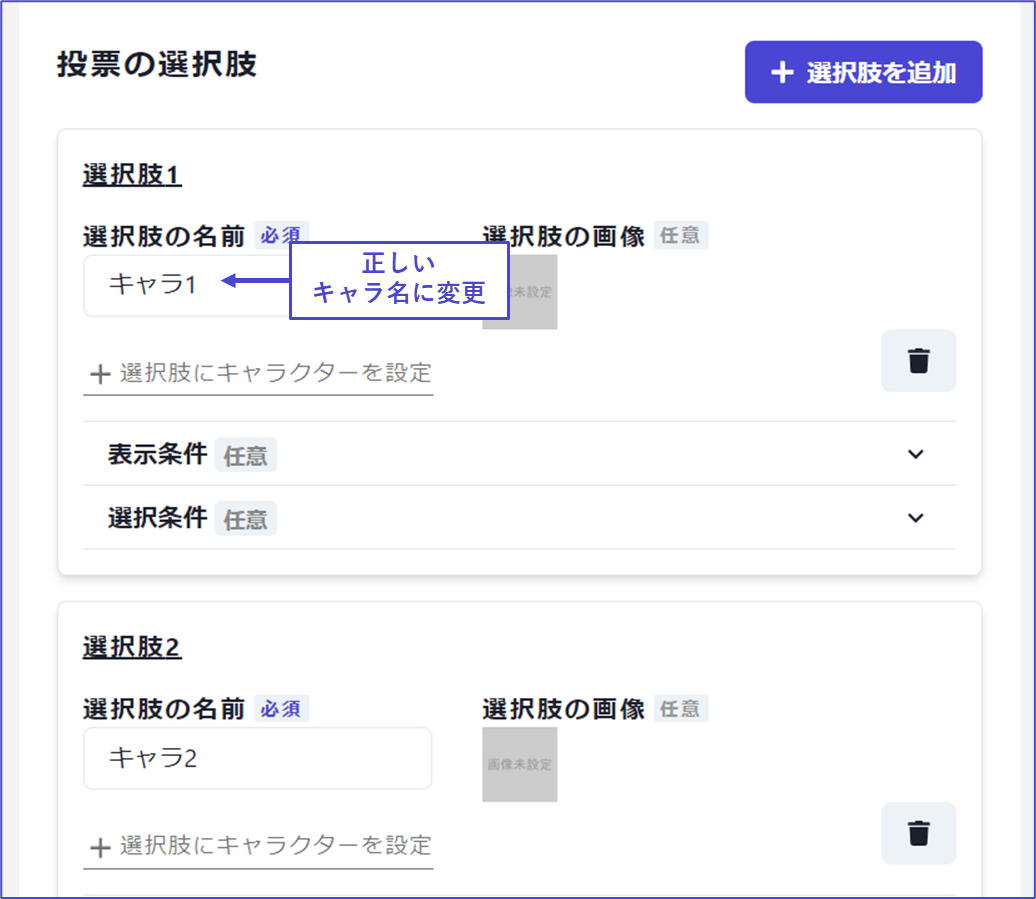 投票の選択肢
＋ 選択肢を追加
選択肢1
選択肢の名前 必須
選択肢の画像 任意
キャラ1
正しい
キャラ名に変更
未設定
＋ 選択肢にキャラクターを設定
表示条件 任意
選択条件 任意
選択肢2
選択肢の名前 必須
選択肢の画像 任意
キャラ2
画像未設定
＋ 選択肢にキャラクターを設定